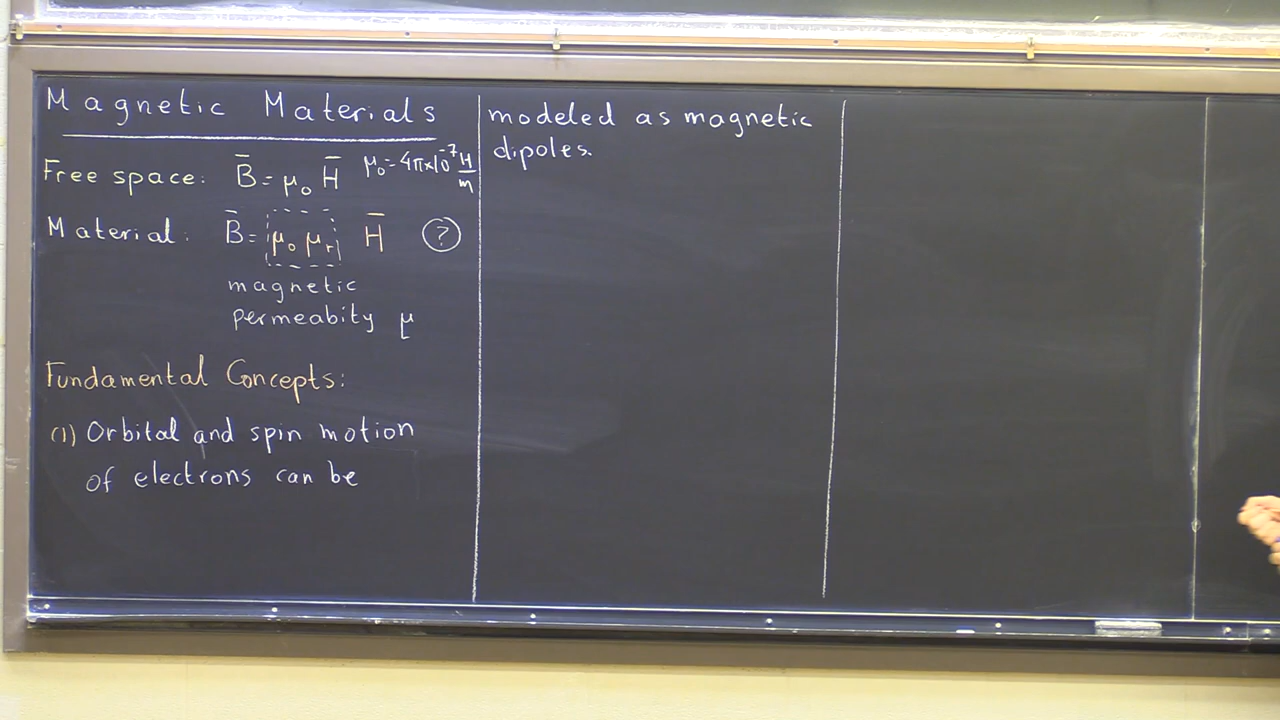 Magnetic Materials
Free space: B̅ = μ₀ H̅ μ₀ = 4π×10⁻⁷ H/m
Material: B̅ = μ₀ μᵣ H̅ ?
magnetic
permeabity μ
Fundamental Concepts:
(1) Orbital and spin motion
of electrons can be
modeled as magnetic
dipoles.